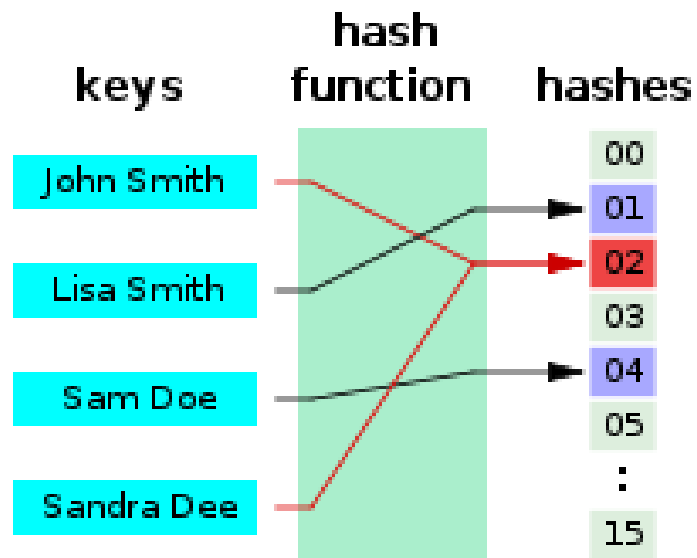 keys
hash
function
hashes
John Smith
Lisa Smith
Sam Doe
Sandra Dee
00
01
02
03
04
05
:
15